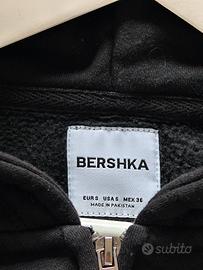 BERSHKA
EUR S USA S MEX 36
MADE IN PAKISTAN
subito